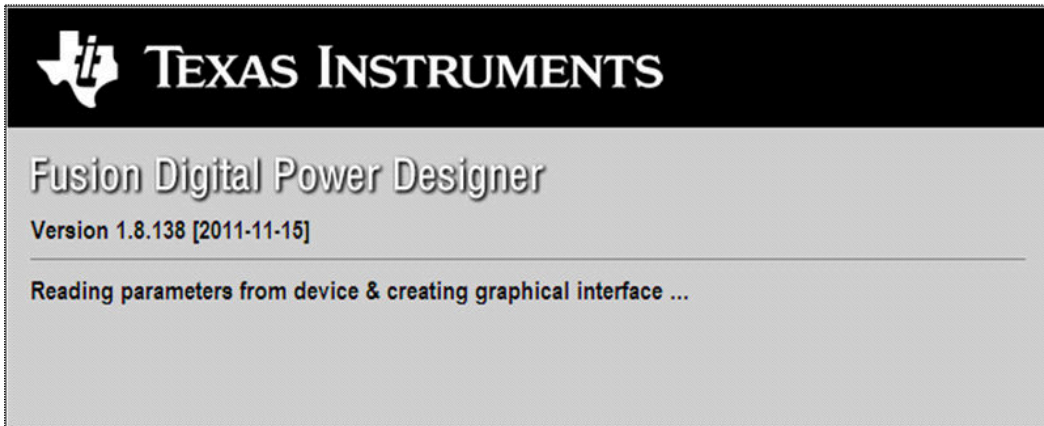 TEXAS INSTRUMENTS
Fusion Digital Power Designer
Version 1.8.138 [2011-11-15]
Reading parameters from device & creating graphical interface ...